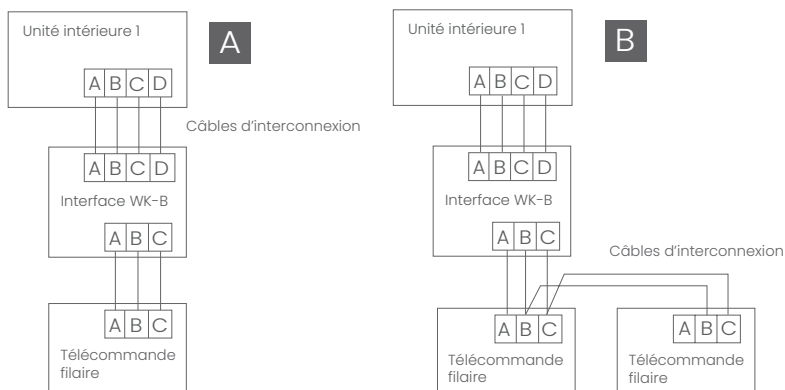 Unité intérieure 1
A
A B C D
Câbles d'interconnexion
A B C D
Interface WK-B
A B C
A B C
Télécommande
filaire
Unité intérieure 1
B
A B C D
A B C D
Interface WK-B
A B C
Câbles d'interconnexion
A B C
Télécommande
filaire
A B C
Télécommande
filaire